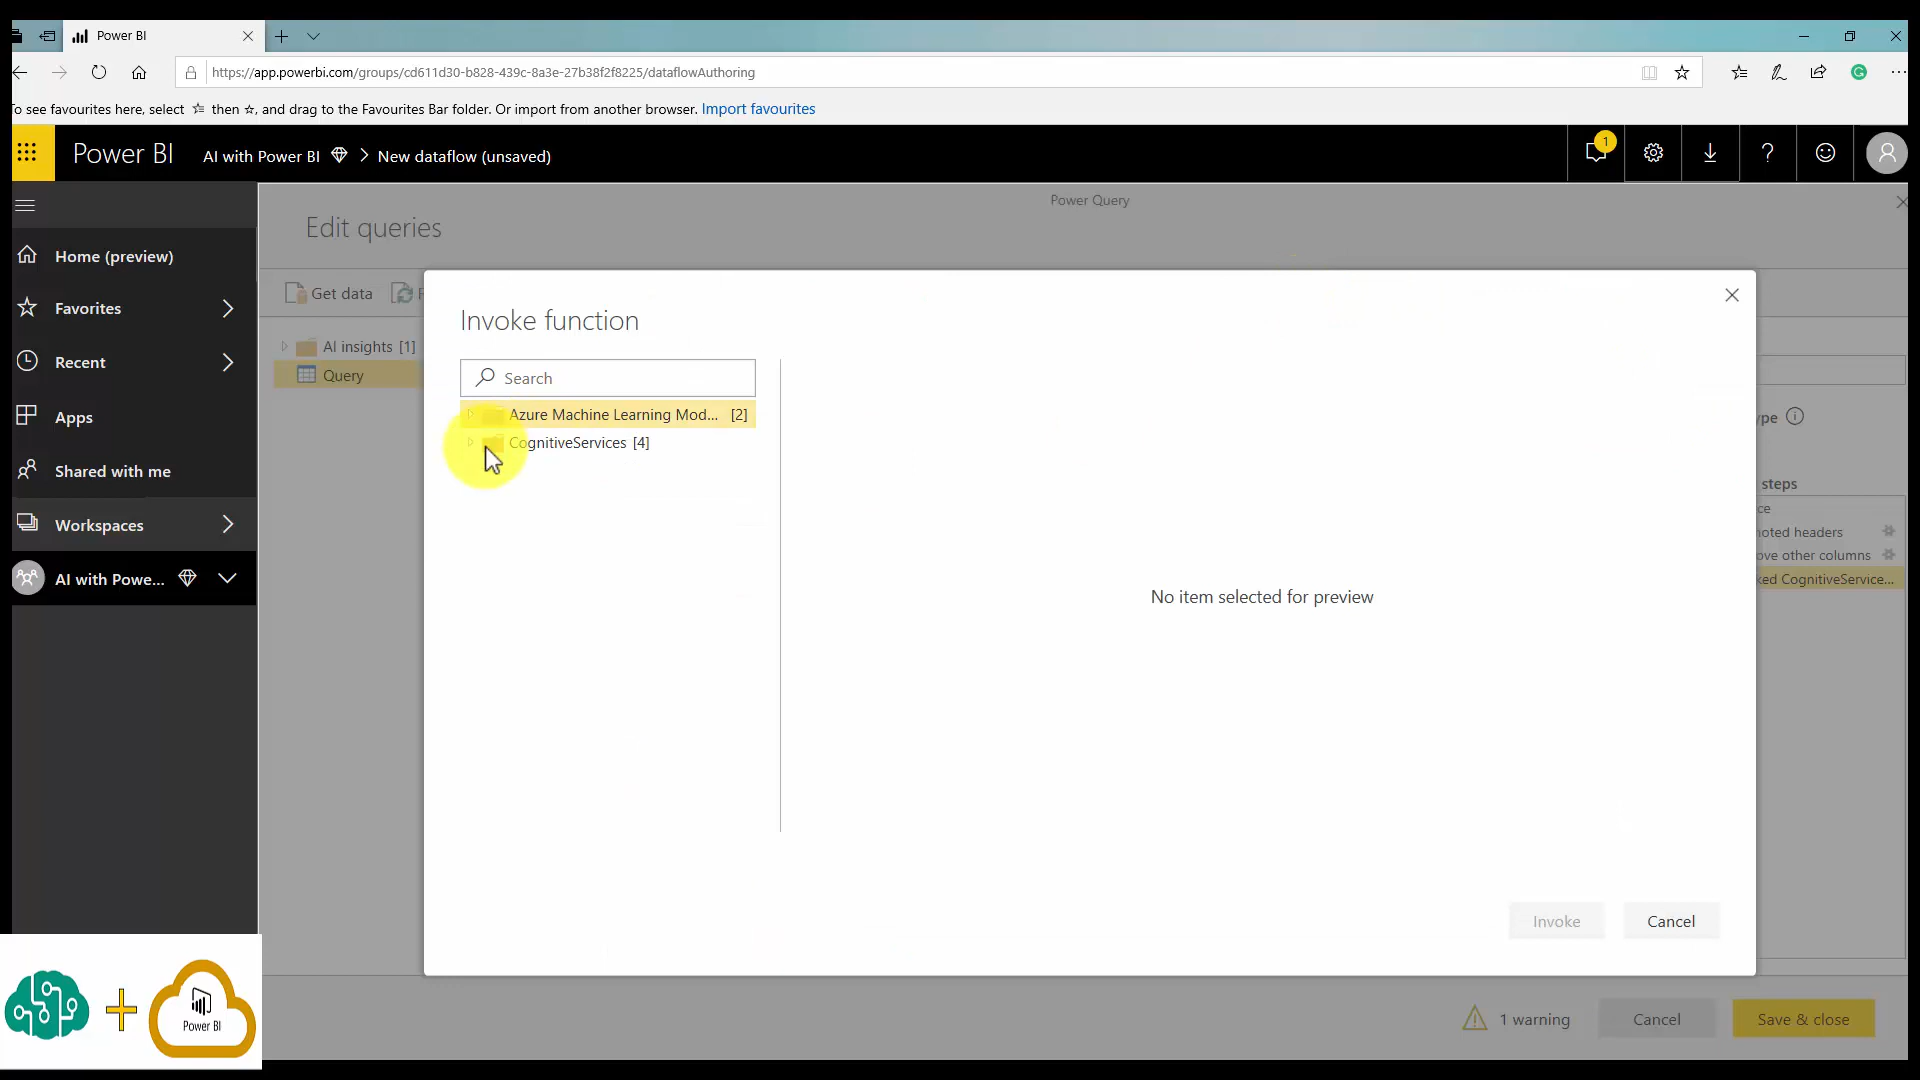 Power BI
https://app.powerbi.com/groups/cd611d30-b828-439c-8a3e-27b38f2f8225/dataflowAuthoring
o see favourites here, select then , and drag to the Favourites Bar folder. Or import from another browser. Import favourites
Power BI AI with Power BI > New dataflow (unsaved)
1
?
Power Query
Edit queries
Home (preview)
Favorites
Recent
Apps
Shared with me
Workspaces
AI with Powe...
Get data
AI insights [1]
Query
Invoke function
Search
Azure Machine Learning Mod... [2]
CognitiveServices [4]
No item selected for preview
Invoke
Cancel
ype
steps
ce
noted headers
ove other columns
ked CognitiveService...
1 warning
Cancel
Save & close
Power BI